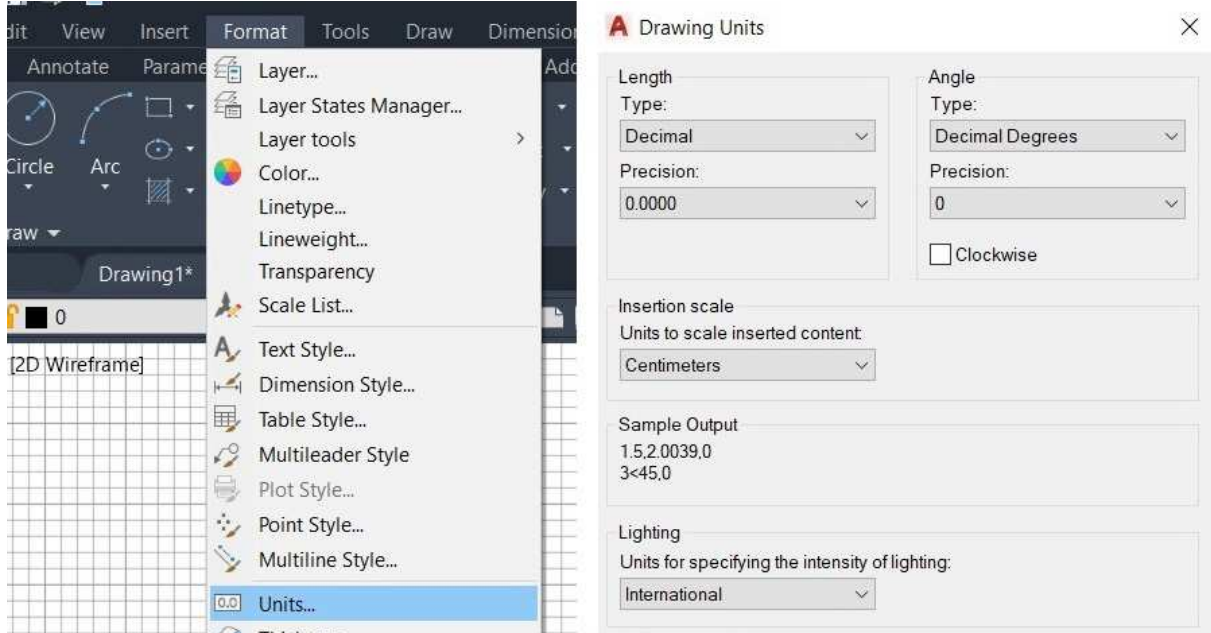 dit View Insert Format Tools Draw Dimension
Annotate Parame Add
Circle Arc
raw
Drawing1*
0
[2D Wireframe]
Layer...
Layer States Manager...
Layer tools
Color...
Linetype...
Lineweight...
Transparency
Scale List...
Text Style...
Dimension Style...
Table Style...
Multileader Style
Plot Style...
Point Style...
Multiline Style...
0.0 Units...
A Drawing Units
Length
Type:
Decimal
Precision:
0.0000
Angle
Type:
Decimal Degrees
Precision:
0
Clockwise
Insertion scale
Units to scale inserted content:
Centimeters
Sample Output
1.5,2.0039,0
3<45,0
Lighting
Units for specifying the intensity of lighting:
International